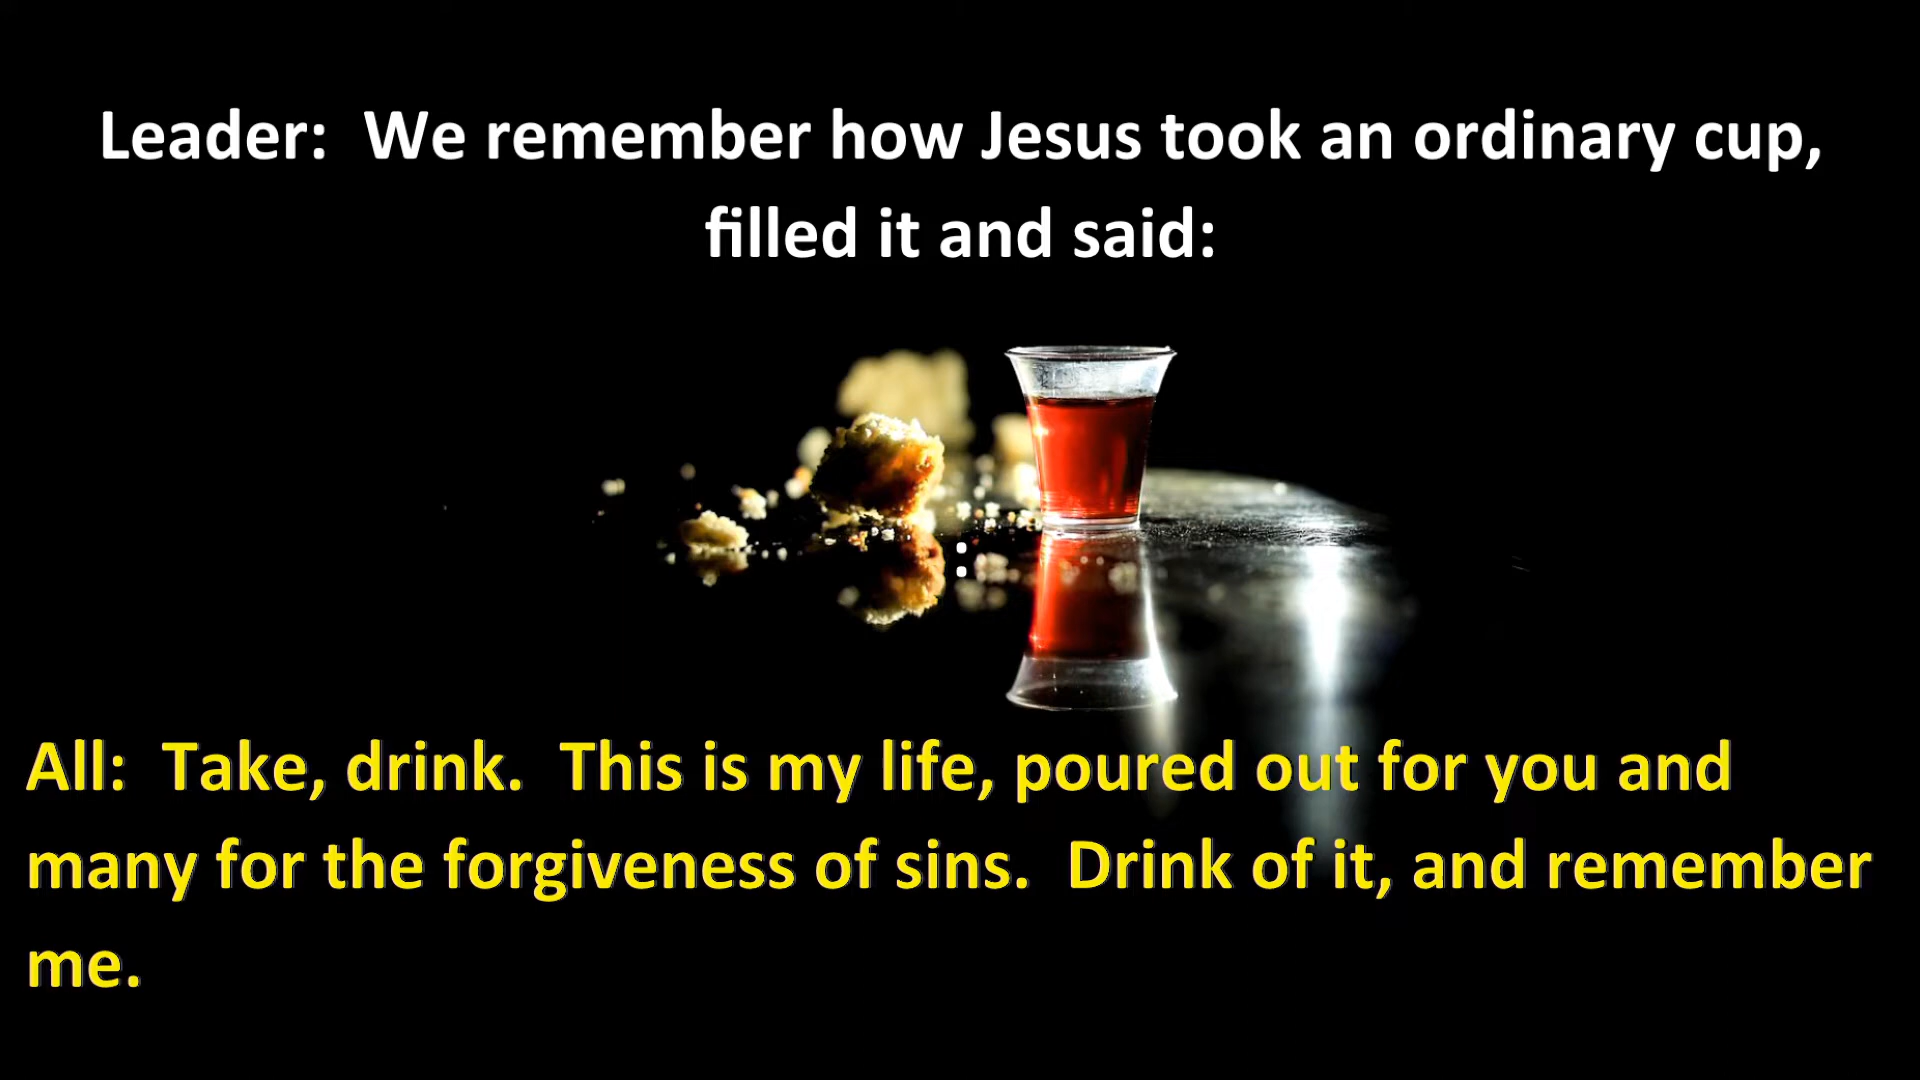 Leader:  We remember how Jesus took an ordinary cup,
filled it and said:
:
All:  Take, drink.  This is my life, poured out for you and
many for the forgiveness of sins.  Drink of it, and remember
me.